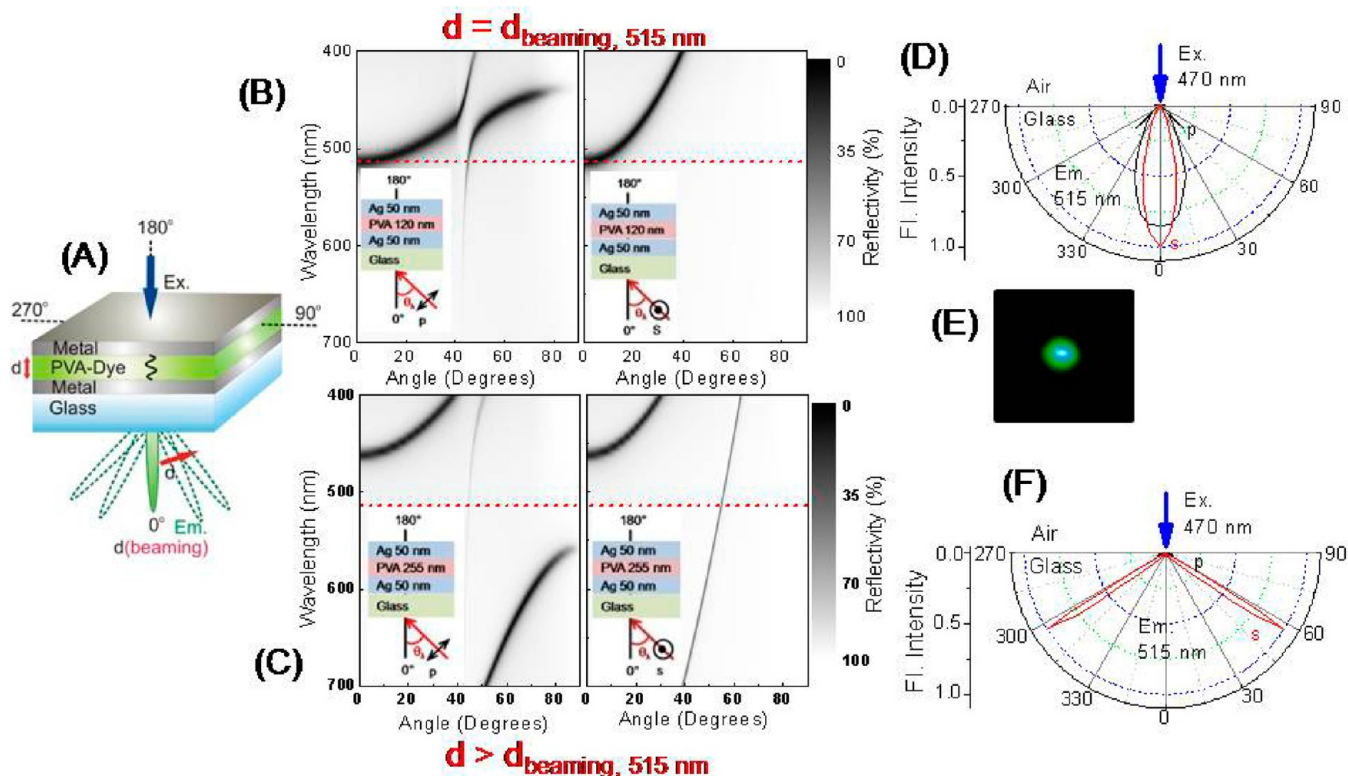 d = d beaming, 515 nm
(A)
180°
Ex.
270°
90°
Metal
d
PVA-Dye
Metal
Glass
d
0°
Em.
d(beaming)
(B)
400
500
600
700
Wavelength (nm)
180°
Ag 50 nm
PVA 120 nm
Ag 50 nm
Glass
θk
0°
p
0 20 40 60 80
Angle (Degrees)
180°
Ag 50 nm
PVA 120 nm
Ag 50 nm
Glass
θk
0°
S
0 20 40 60 80
Angle (Degrees)
0
35
70
100
Reflectivity (%)
(C)
400
500
600
700
Wavelength (nm)
180°
Ag 50 nm
PVA 255 nm
Ag 50 nm
Glass
θk
0°
p
0 20 40 60 80
Angle (Degrees)
180°
Ag 50 nm
PVA 255 nm
Ag 50 nm
Glass
θk
0°
s
0 20 40 60 80
Angle (Degrees)
0
35
70
100
Reflectivity (%)
d > d beaming, 515 nm
(D)
Ex.
470 nm
Air
Glass
0.0
0.5
1.0
Fl. Intensity
270
90
p
Em.
515 nm
300
60
s
330
30
0
(E)
(F)
Ex.
470 nm
Air
Glass
0.0
0.5
1.0
Fl. Intensity
270
90
p
Em.
515 nm
s
300
60
330
30
0